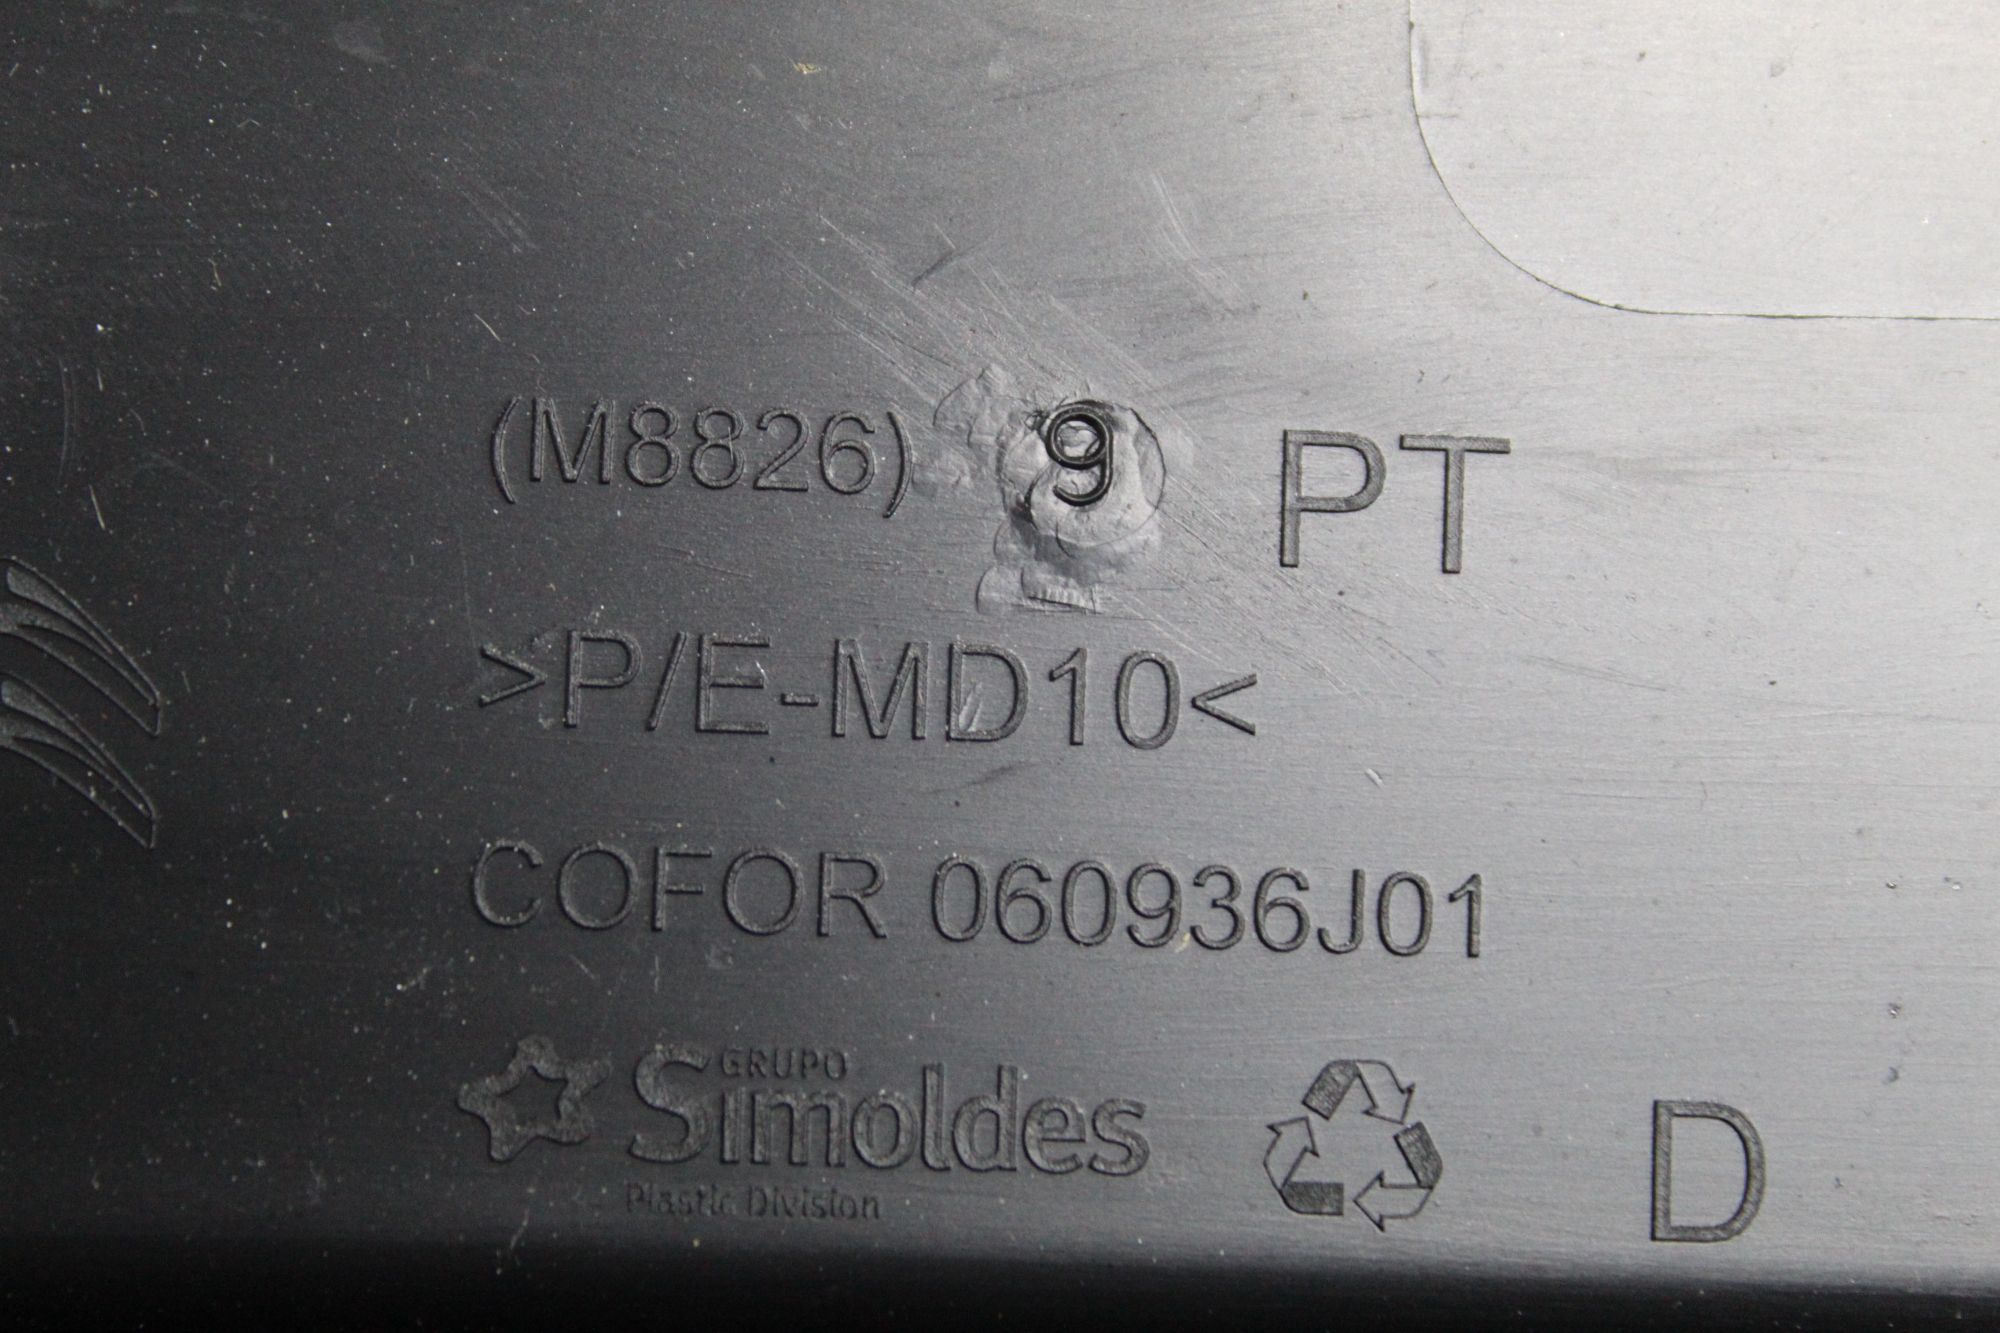 (M8826) 9 PT
>P/E-MD10<
COFOR 060936J01
GRUPO
Simoldes
Plastic Division
D